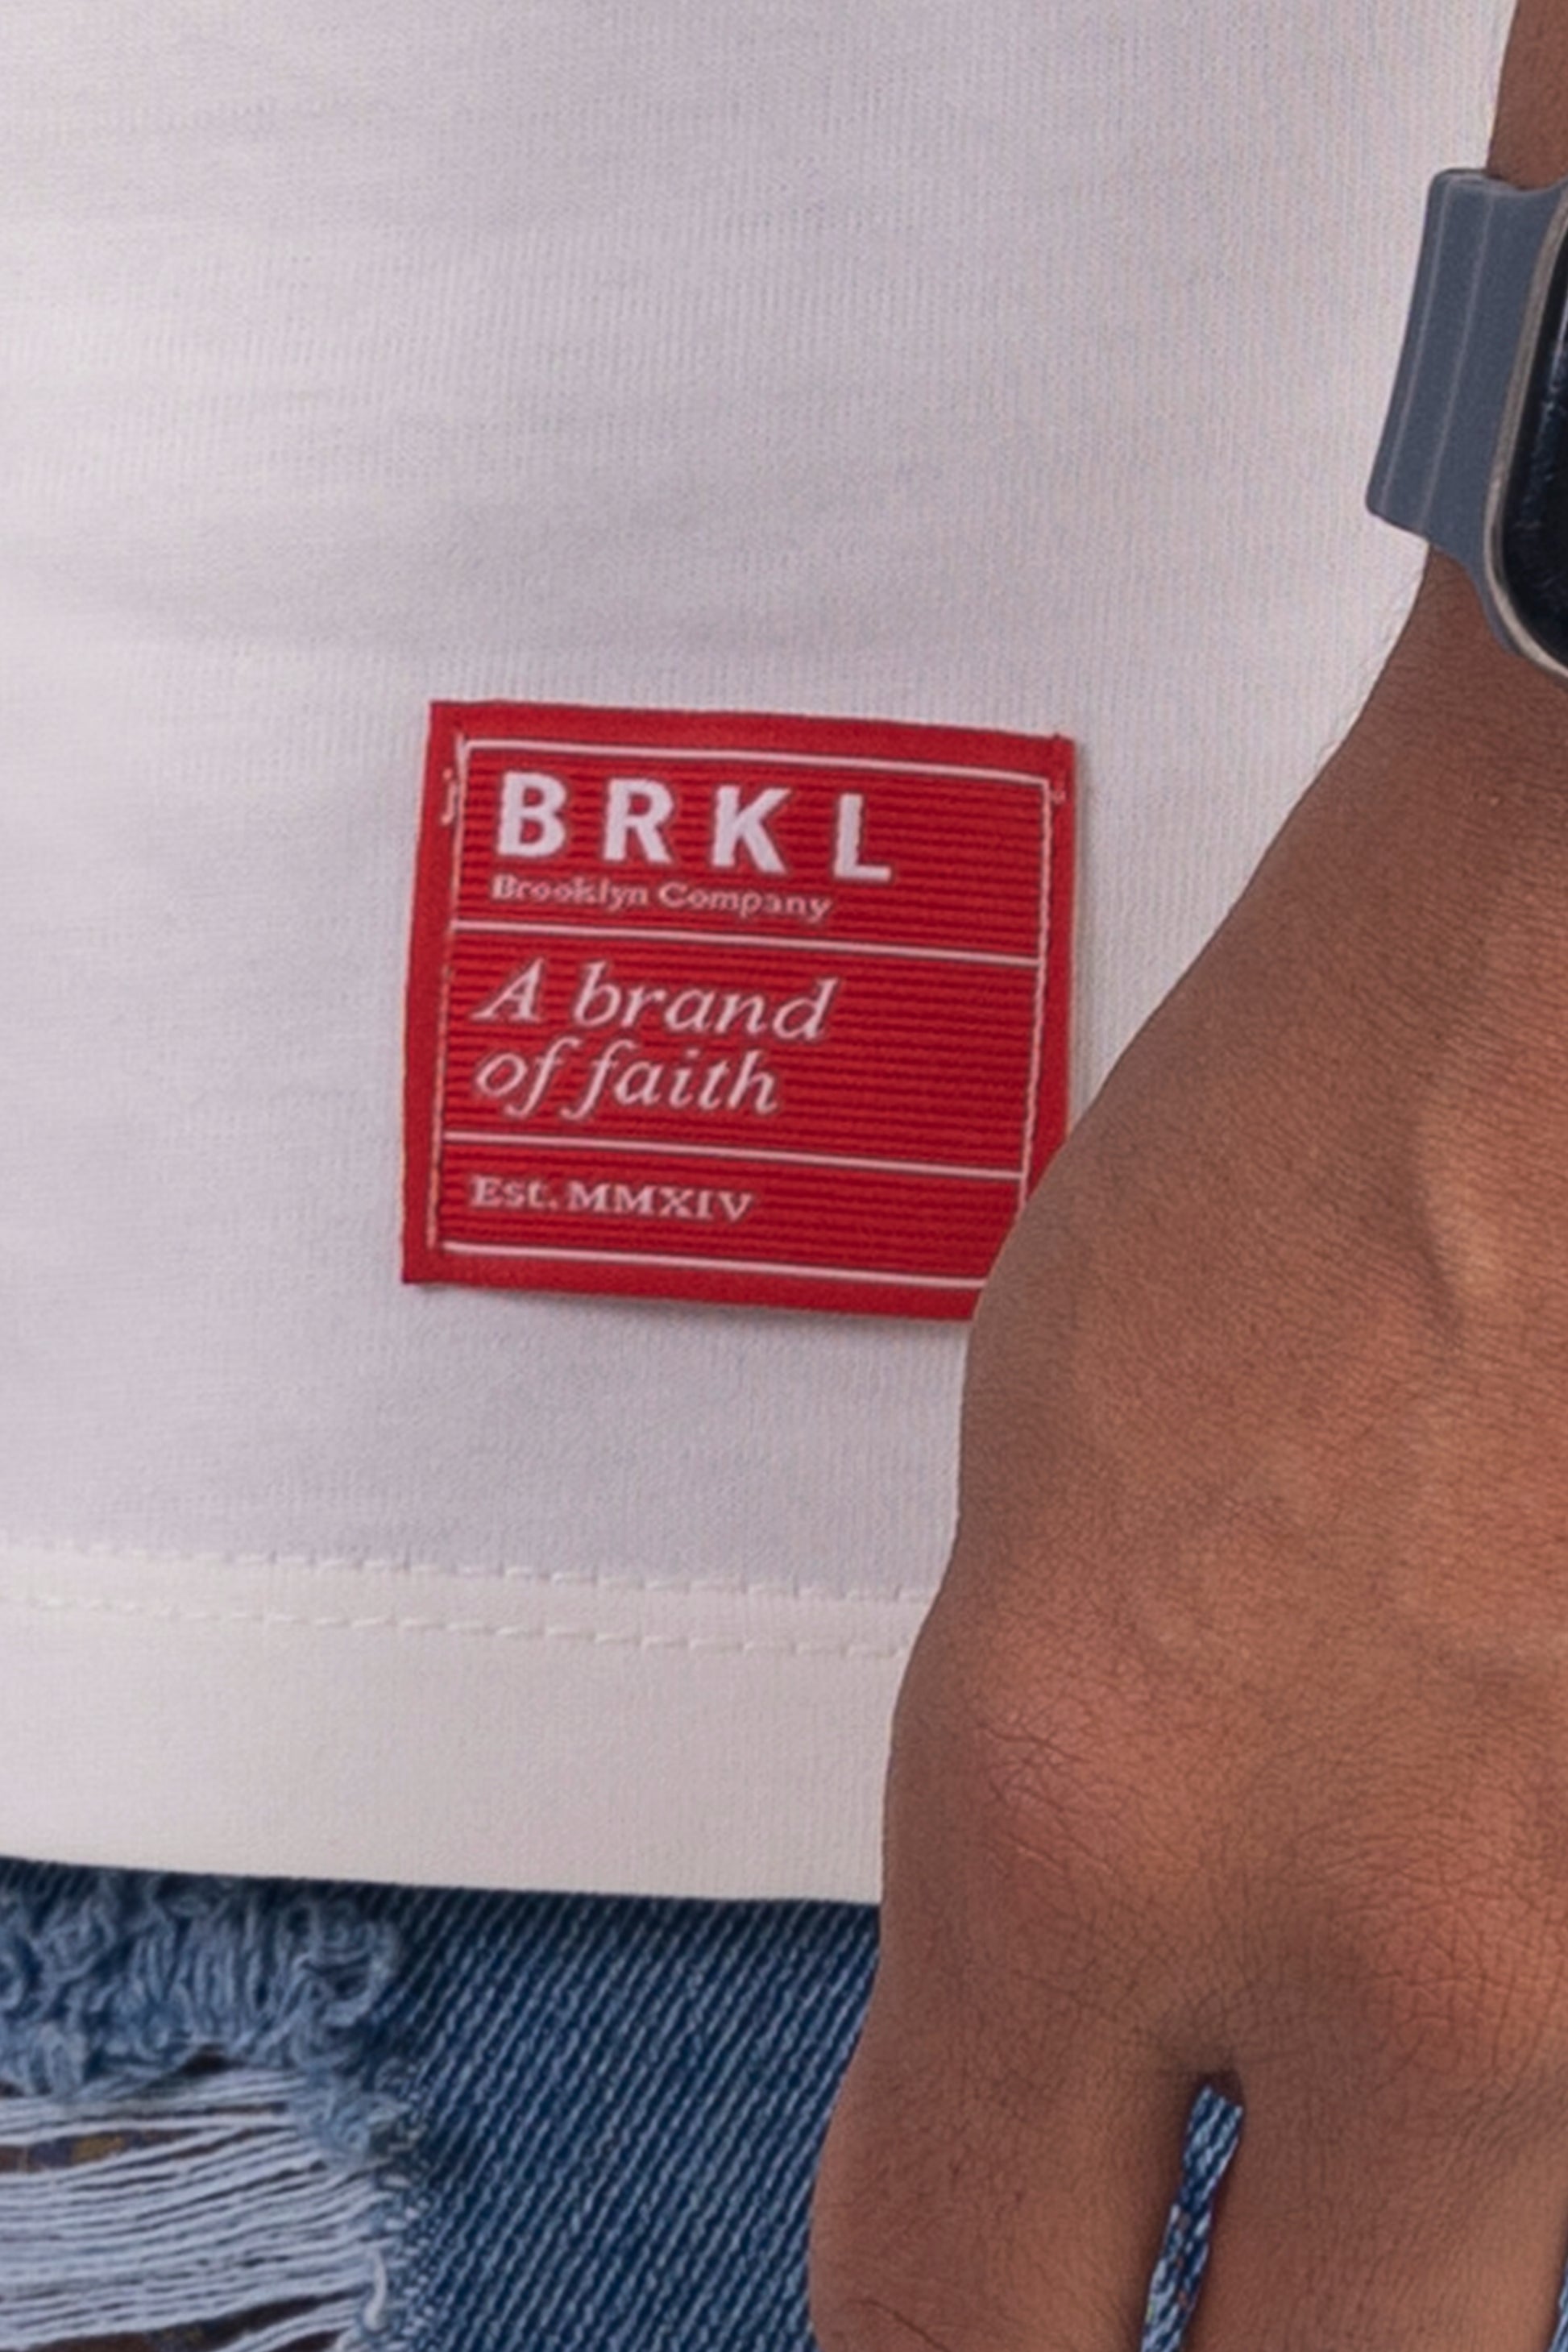 BRKL
Brooklyn Company
A brand
of faith
Est. MMXIV